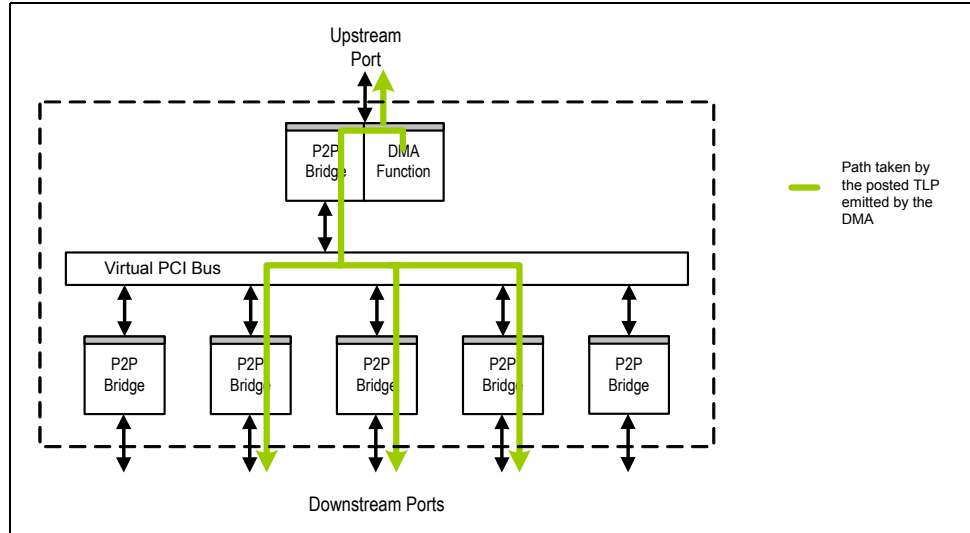 Upstream
Port
P2P
Bridge
DMA
Function
Path taken by
the posted TLP
emitted by the
DMA
Virtual PCI Bus
P2P
Bridge
P2P
Bridge
P2P
Bridge
P2P
Bridge
P2P
Bridge
Downstream Ports